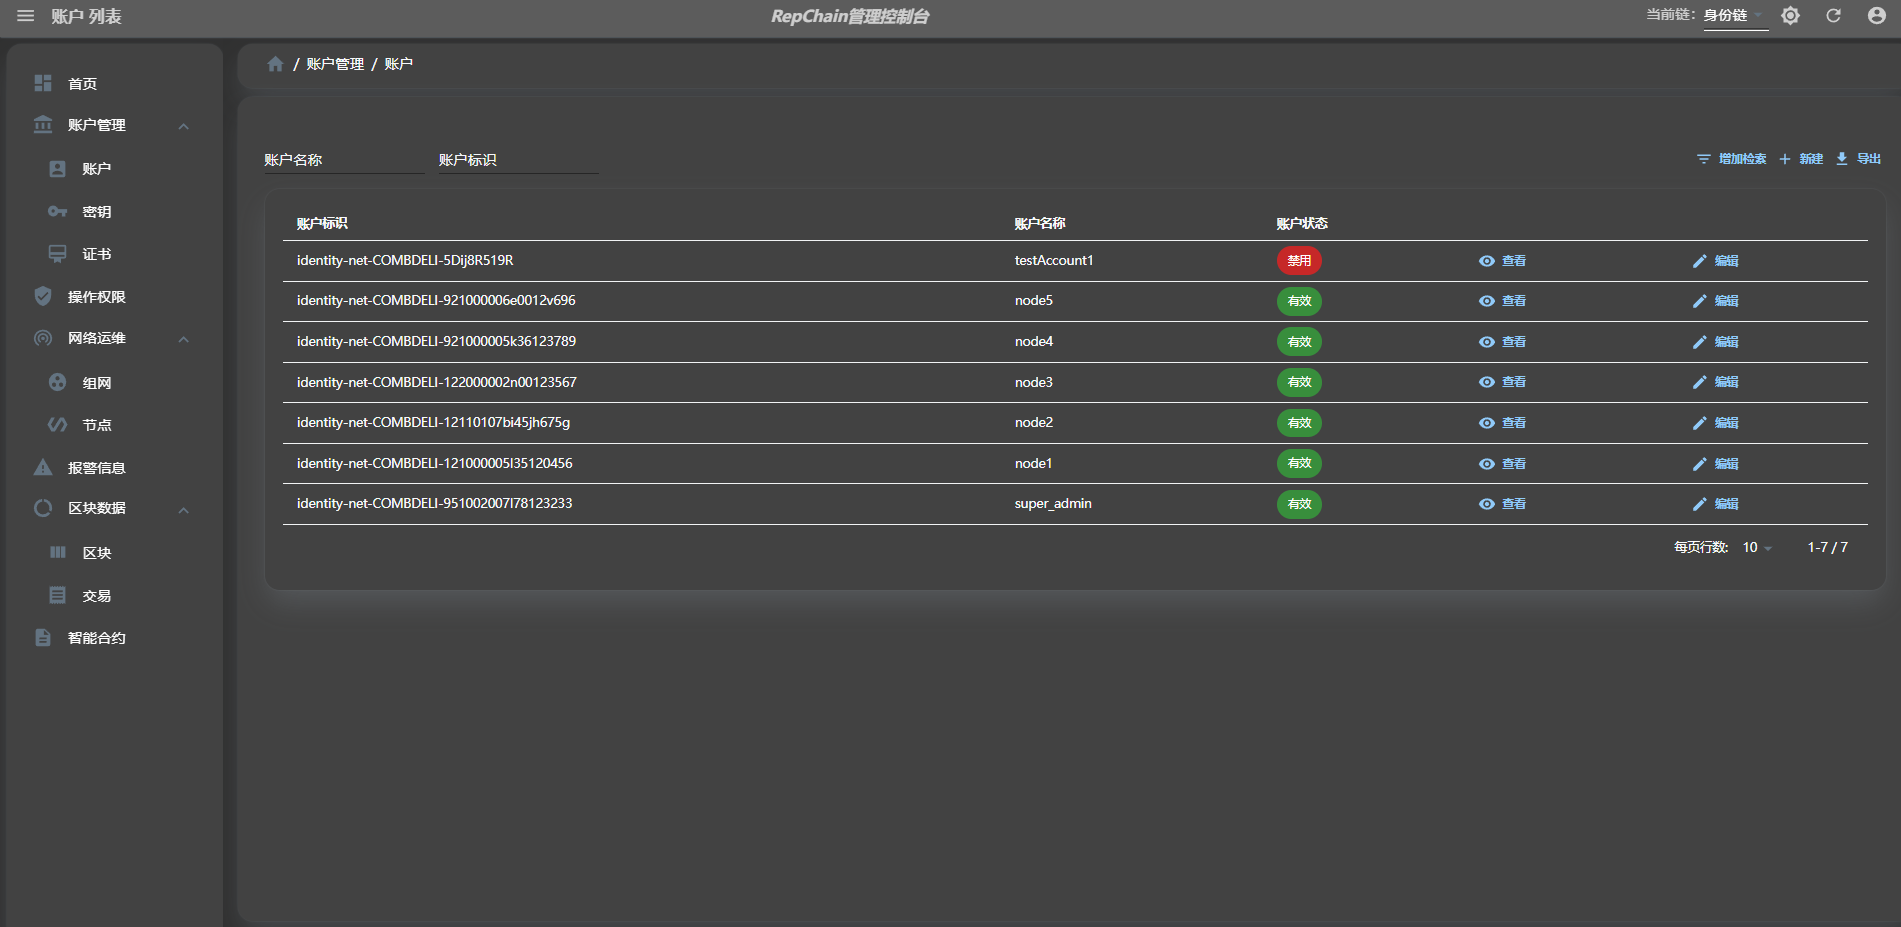 账户 列表
RepChain管理控制台
当前链: 身份链
首页
账户管理
账户
密钥
证书
操作权限
网络运维
组网
节点
报警信息
区块数据
区块
交易
智能合约
/ 账户管理 / 账户
账户名称 账户标识 增加检索 新建 导出
账户标识 账户名称 账户状态
identity-net-COMBDELI-5Dij8R519R testAccount1 禁用 查看 编辑
identity-net-COMBDELI-921000006e0012v696 node5 有效 查看 编辑
identity-net-COMBDELI-921000005k36123789 node4 有效 查看 编辑
identity-net-COMBDELI-122000002n00123567 node3 有效 查看 编辑
identity-net-COMBDELI-12110107bi45jh675g node2 有效 查看 编辑
identity-net-COMBDELI-121000005l35120456 node1 有效 查看 编辑
identity-net-COMBDELI-951002007l78123233 super_admin 有效 查看 编辑
每页行数: 10 1-7 / 7